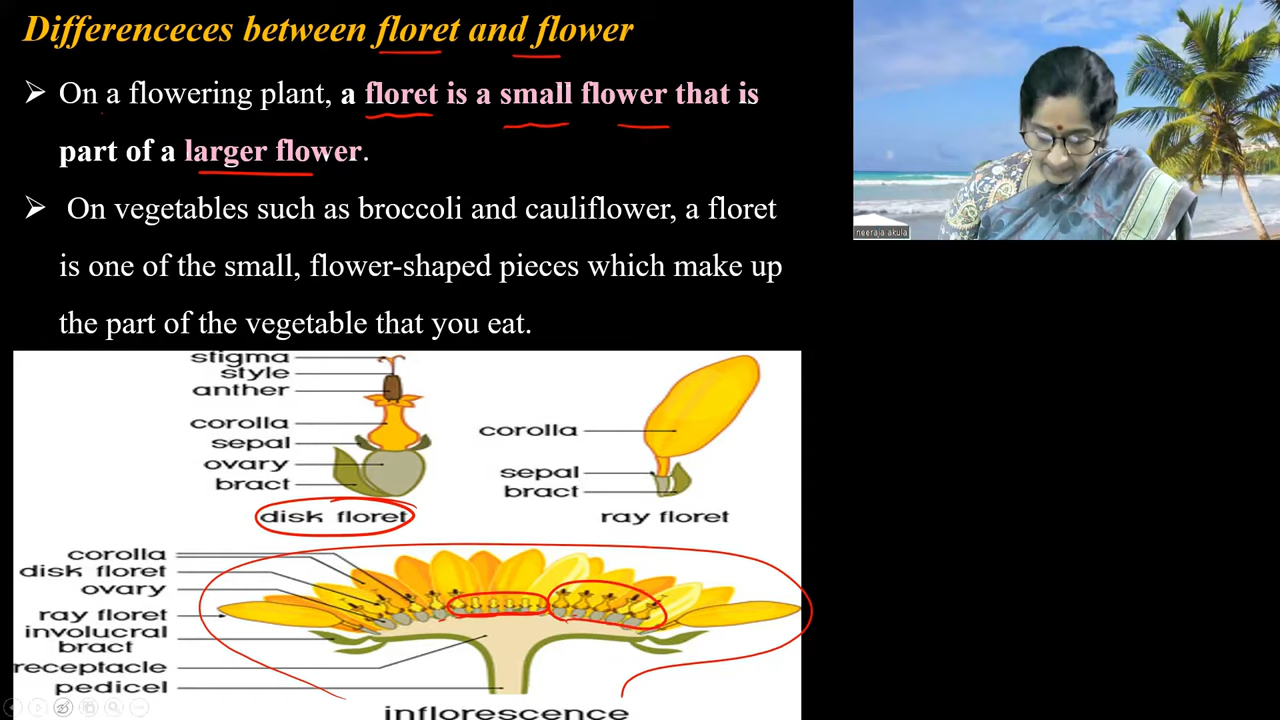 Differenceces between floret and flower
➢ On a flowering plant, a floret is a small flower that is
part of a larger flower.
➢ On vegetables such as broccoli and cauliflower, a floret
is one of the small, flower-shaped pieces which make up
the part of the vegetable that you eat.
neeraja akula
stigma
style
anther
corolla
sepal
ovary
bract
disk floret
corolla
sepal
bract
ray floret
corolla
disk floret
ovary
ray floret
involucral
bract
receptacle
pedicel
inflorescence